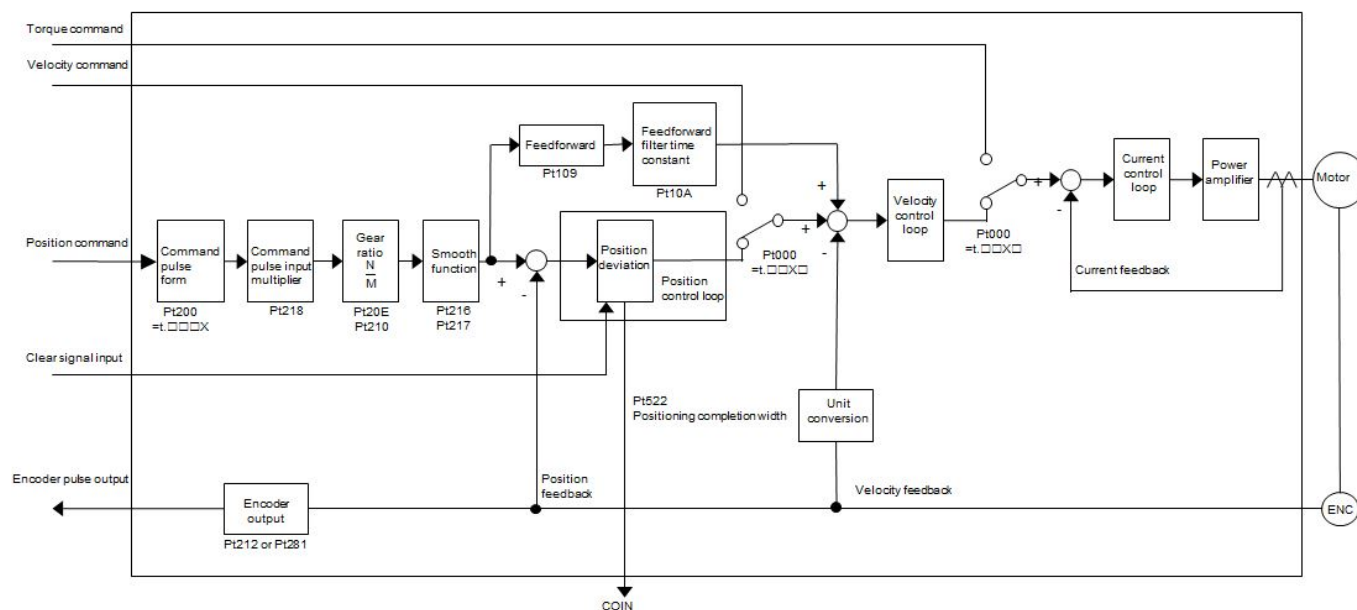 Torque command
Velocity command
Feedforward
Pt109
Feedforward
filter time
constant
Pt10A
Current
control
loop
Power
amplifier
Motor
Position command
Command
pulse
form
Pt200
=t.□□□X
Command
pulse input
multiplier
Pt218
Gear
ratio
N
M
Pt20E
Pt210
Smooth
function
Pt216
Pt217
+
-
Position
deviation
Position
control loop
Pt000
=t.□□X□
+
+
-
Velocity
control
loop
Pt000
=t.□□X□
+
-
Current feedback
Clear signal input
Pt522
Positioning completion width
Unit
conversion
Encoder pulse output
Encoder
output
Pt212 or Pt281
Position
feedback
Velocity feedback
ENC
COIN